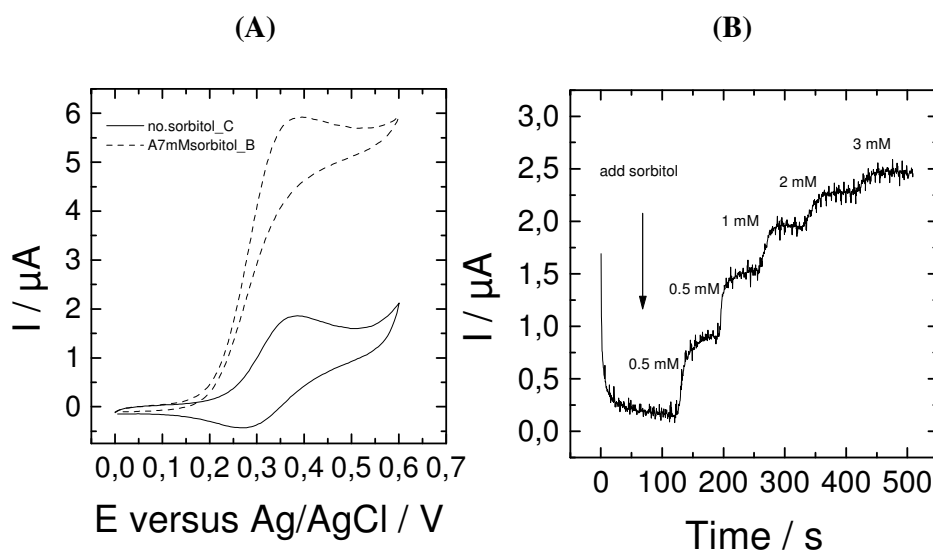 (A)
(B)
6
5
4
3
2
1
0
I / µA
no.sorbitol_C
A7mMsorbitol_B
0,0 0,1 0,2 0,3 0,4 0,5 0,6 0,7
E versus Ag/AgCl / V
3,0
2,5
2,0
1,5
1,0
0,5
0,0
I / µA
add sorbitol
0.5 mM
0.5 mM
1 mM
2 mM
3 mM
0 100 200 300 400 500
Time / s